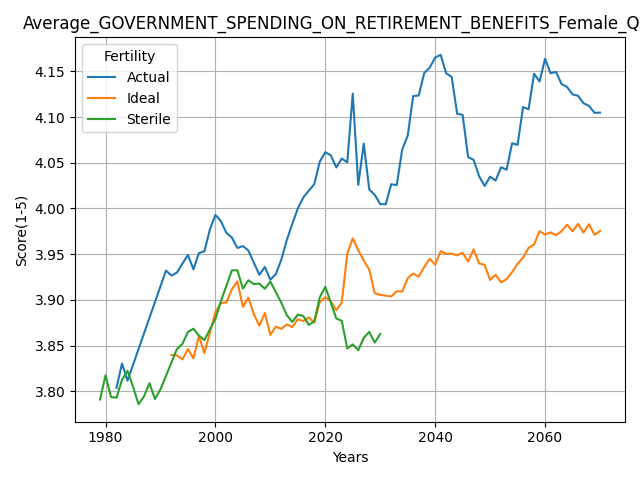 Average_GOVERNMENT_SPENDING_ON_RETIREMENT_BENEFITS_Female_Q
Fertility
Actual
Ideal
Sterile
Score(1-5)
4.15
4.10
4.05
4.00
3.95
3.90
3.85
3.80
1980 2000 2020 2040 2060
Years